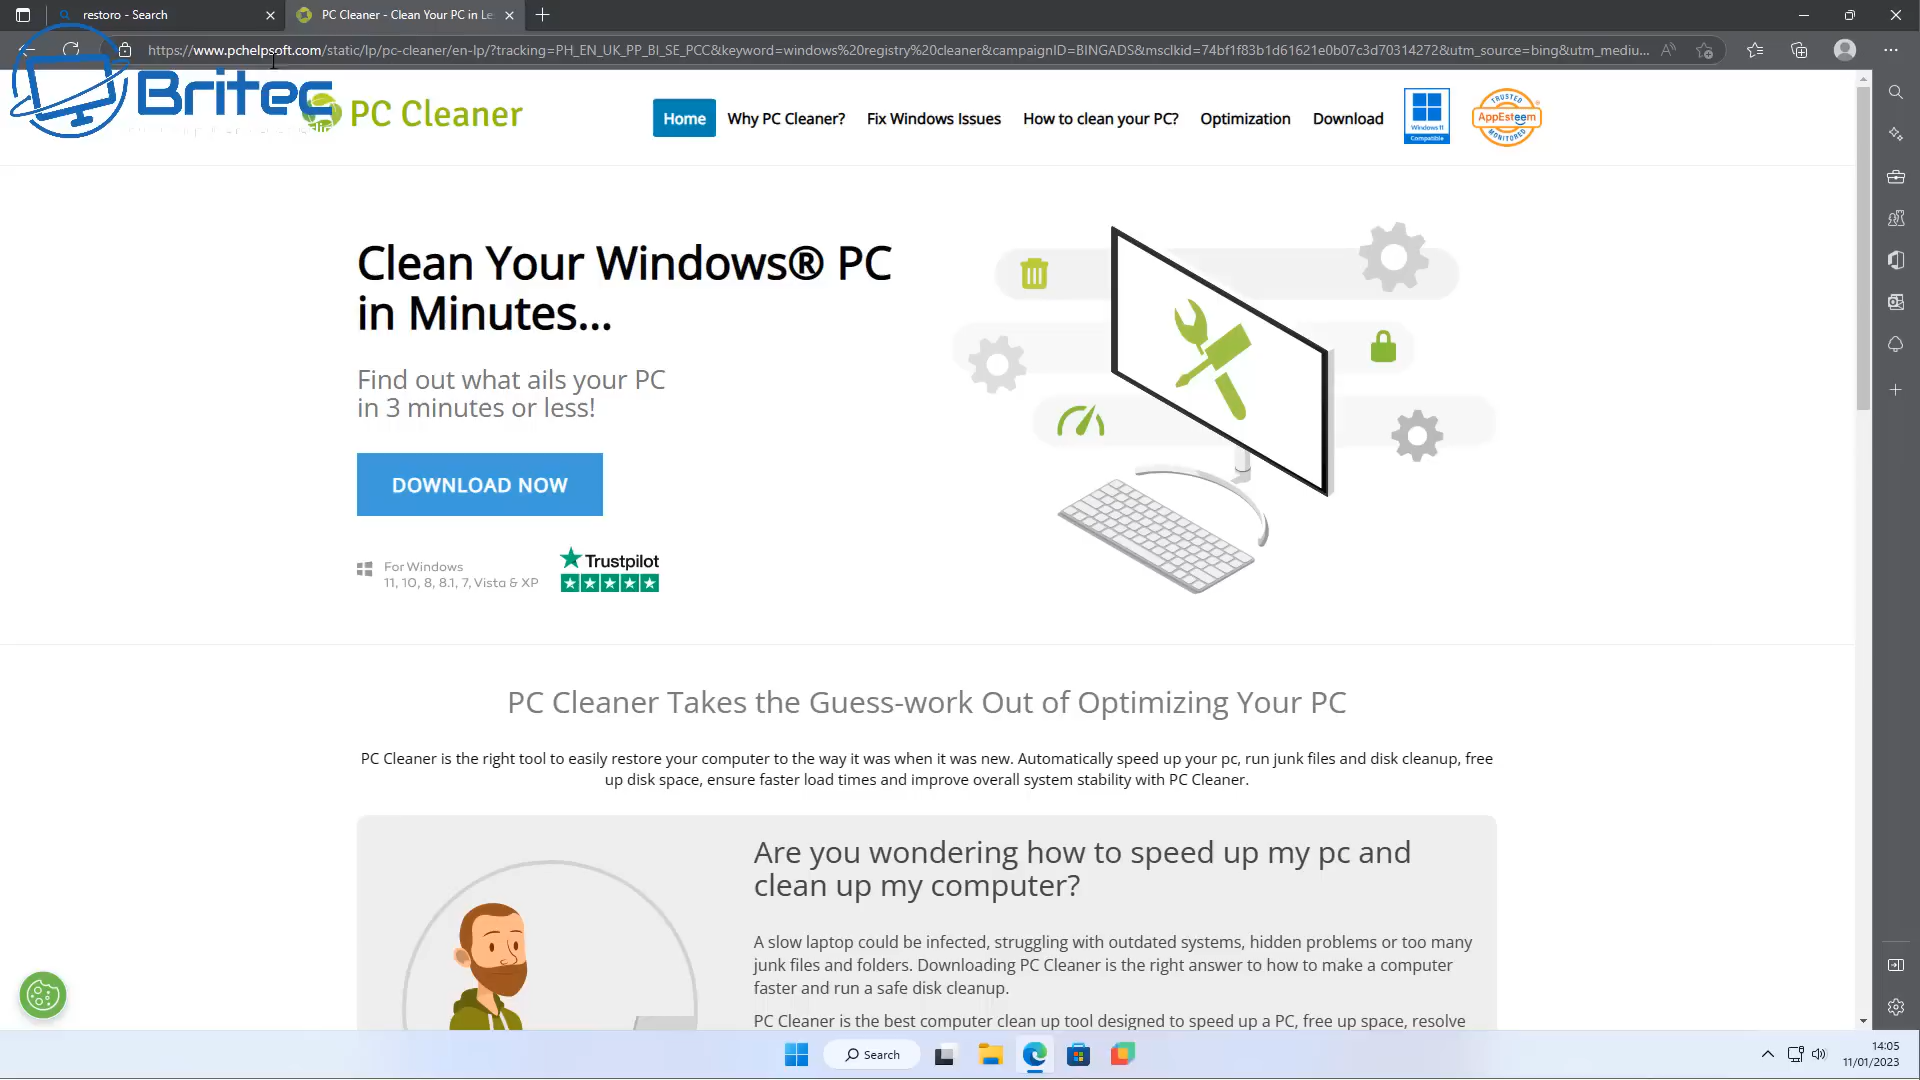 restoro - Search
PC Cleaner - Clean Your PC in Le
https://www.pchelpsoft.com/static/lp/pc-cleaner/en-lp/?tracking=PH_EN_UK_PP_BI_SE_PCC&keyword=windows%20registry%20cleaner&campaignID=BINGADS&msclkid=74bf1f83b1d61621e0b07c3d70314272&utm_source=bing&utm_mediu...
Britec
PC Cleaner
Home
Why PC Cleaner?
Fix Windows Issues
How to clean your PC?
Optimization
Download
Windows 11
Compatible
TRUSTED
AppEsteem
MONITORED
Clean Your Windows® PC
in Minutes...
Find out what ails your PC
in 3 minutes or less!
DOWNLOAD NOW
For Windows
11, 10, 8, 8.1, 7, Vista & XP
Trustpilot
PC Cleaner Takes the Guess-work Out of Optimizing Your PC
PC Cleaner is the right tool to easily restore your computer to the way it was when it was new. Automatically speed up your pc, run junk files and disk cleanup, free
up disk space, ensure faster load times and improve overall system stability with PC Cleaner.
Are you wondering how to speed up my pc and
clean up my computer?
A slow laptop could be infected, struggling with outdated systems, hidden problems or too many
junk files and folders. Downloading PC Cleaner is the right answer to how to make a computer
faster and run a safe disk cleanup.
PC Cleaner is the best computer clean up tool designed to speed up a PC, free up space, resolve
Search
14:05
11/01/2023